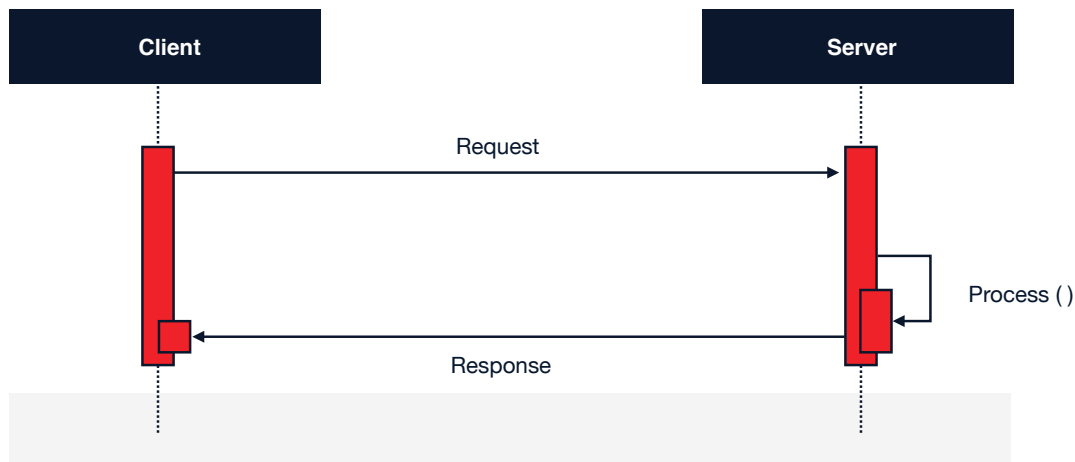 Client
Server
Request
Process ( )
Response